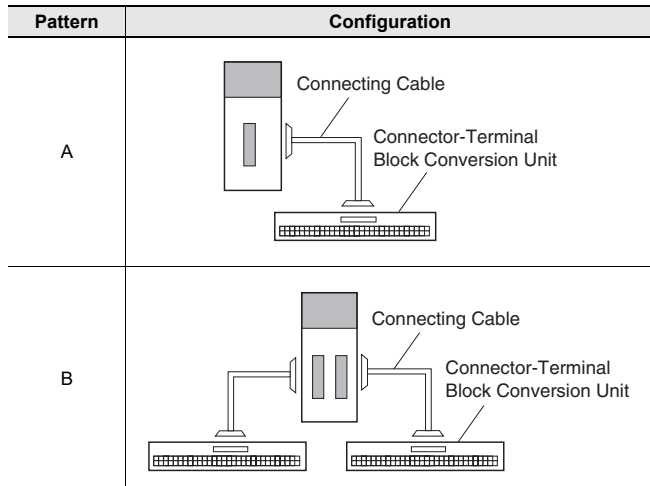 Pattern Configuration
Connecting Cable
A
Connector-Terminal
Block Conversion Unit
Connecting Cable
B
Connector-Terminal
Block Conversion Unit